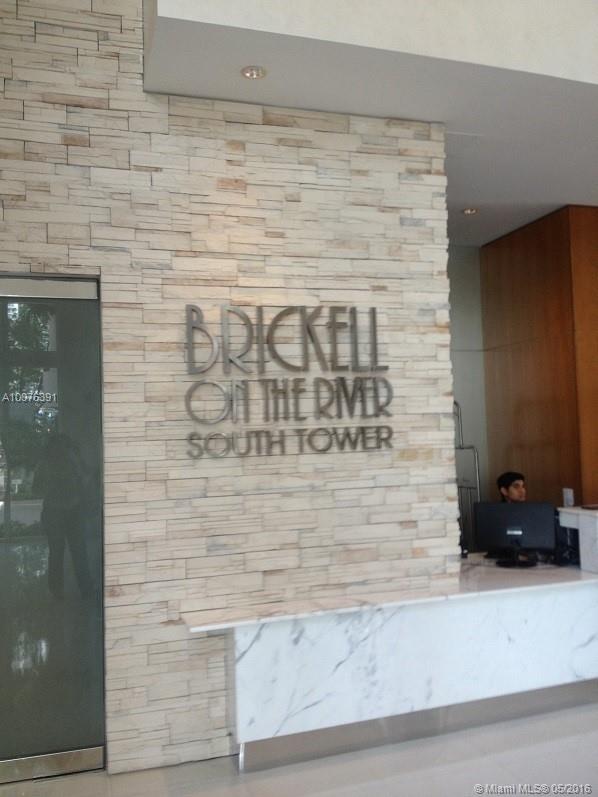 BRICKELL
ON THE RIVER
SOUTH TOWER
A10076391
© Miami MLS® 05/2016